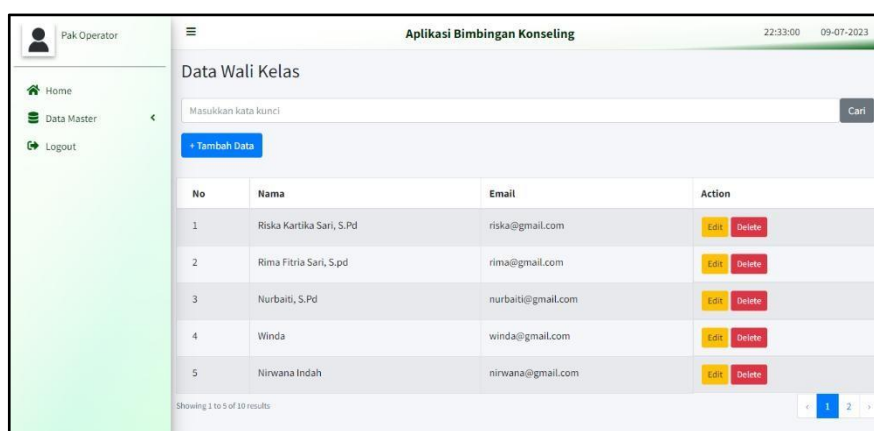 Pak Operator
Aplikasi Bimbingan Konseling 22:33:00 09-07-2023
Home
Data Master
Logout
Data Wali Kelas
Masukkan kata kunci Cari
+ Tambah Data
No Nama Email Action
1 Riska Kartika Sari, S.Pd riska@gmail.com Edit Delete
2 Rima Fitria Sari, S.pd rima@gmail.com Edit Delete
3 Nurbaiti, S.Pd nurbaiti@gmail.com Edit Delete
4 Winda winda@gmail.com Edit Delete
5 Nirwana Indah nirwana@gmail.com Edit Delete
Showing 1 to 5 of 10 results ‹ 1 2 ›